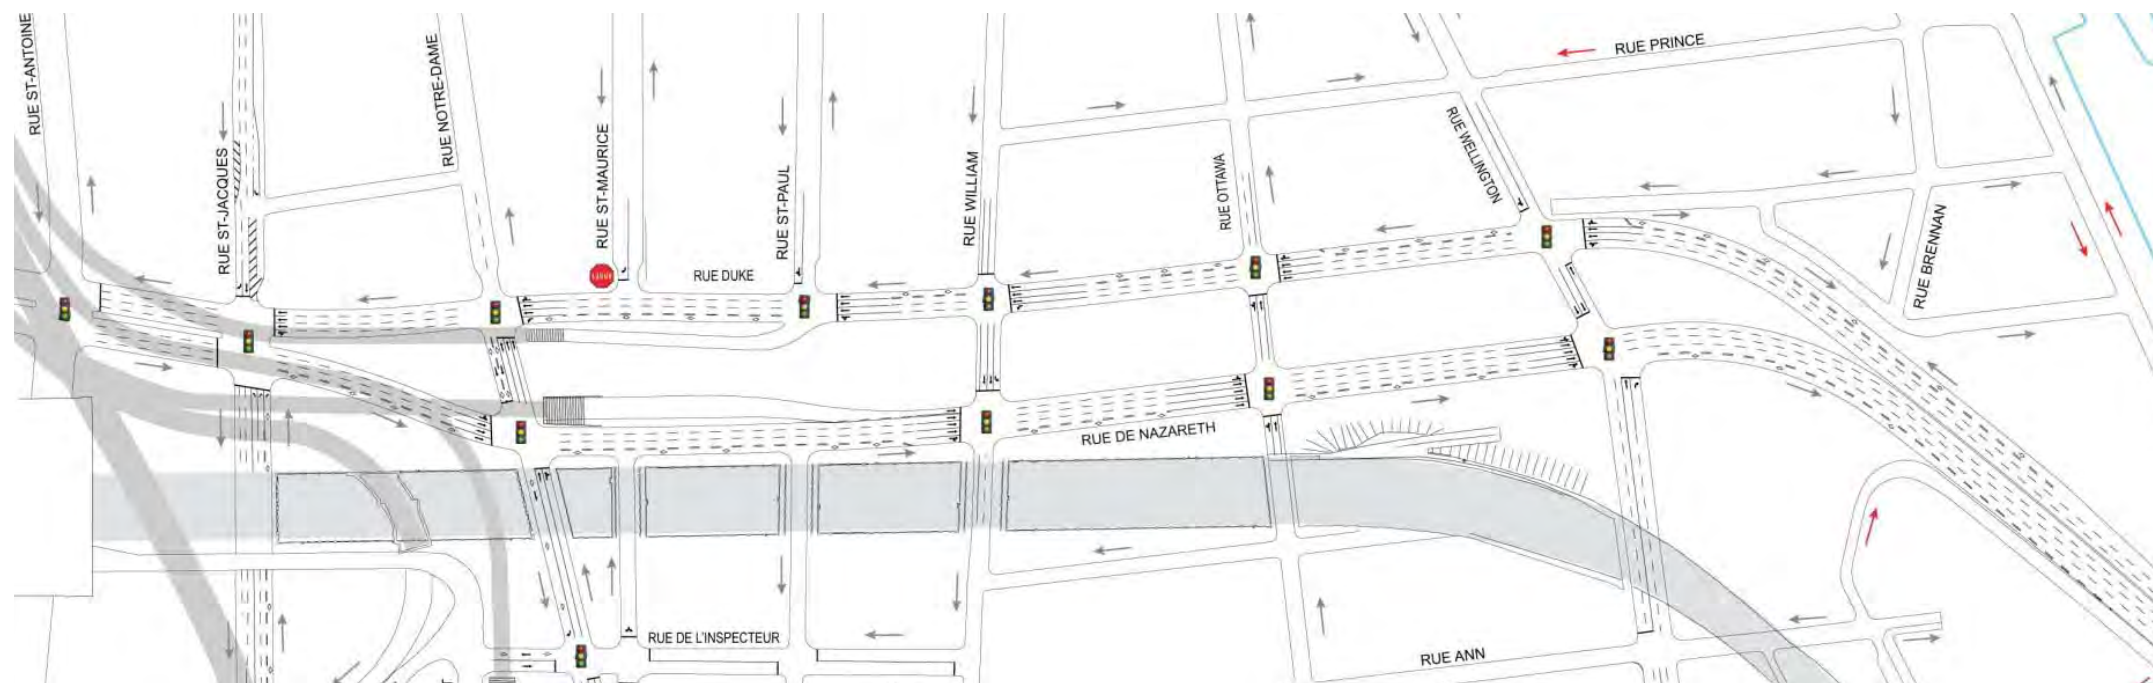 RUE ST-ANTOINE
RUE ST-JACQUES
RUE NOTRE-DAME
RUE ST-MAURICE
RUE ST-PAUL
RUE WILLIAM
RUE OTTAWA
RUE WELLINGTON
RUE PRINCE
RUE BRENNAN
RUE DUKE
RUE DE NAZARETH
RUE DE L'INSPECTEUR
RUE ANN